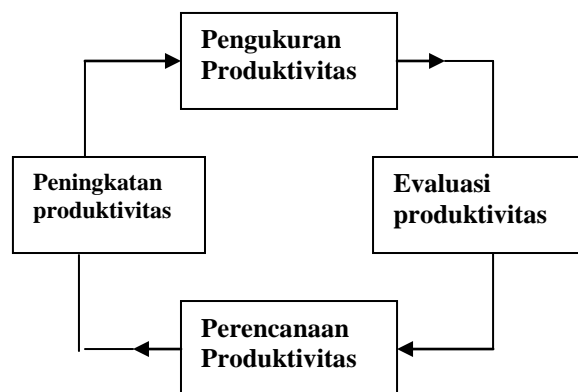 Pengukuran
Produktivitas
Peningkatan
produktivitas
Evaluasi
produktivitas
Perencanaan
Produktivitas